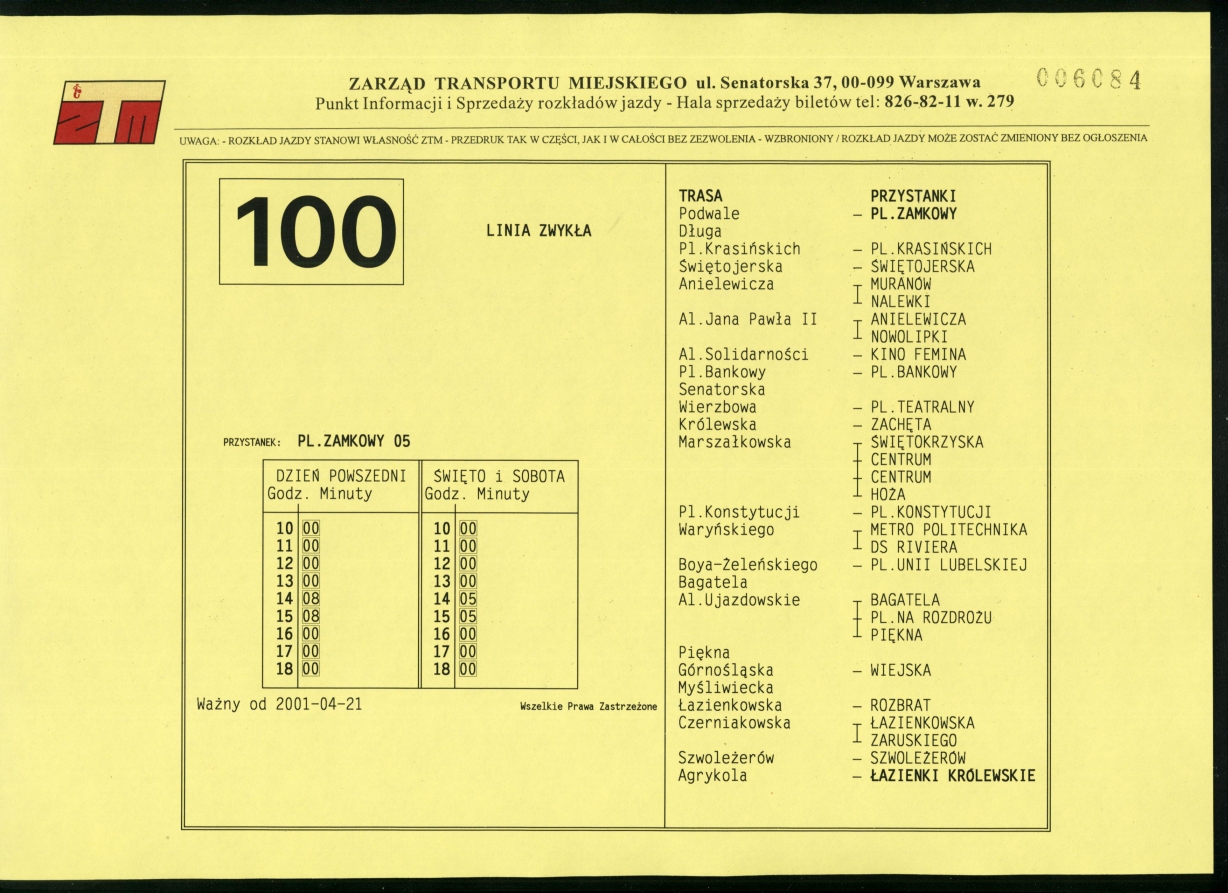 ZARZĄD TRANSPORTU MIEJSKIEGO ul. Senatorska 37, 00-099 Warszawa
006084
Punkt Informacji i Sprzedaży rozkładów jazdy - Hala sprzedaży biletów tel: 826-82-11 w. 279
ZTM
UWAGA: - ROZKŁAD JAZDY STANOWI WŁASNOŚĆ ZTM - PRZEDRUK TAK W CZĘŚCI, JAK I W CAŁOŚCI BEZ ZEZWOLENIA - WZBRONIONY / ROZKŁAD JAZDY MOŻE ZOSTAĆ ZMIENIONY BEZ OGŁOSZENIA
100
LINIA ZWYKŁA
PRZYSTANEK: PL.ZAMKOWY 05
DZIEŃ POWSZEDNI
Godz. Minuty
10 00
11 00
12 00
13 00
14 08
15 08
16 00
17 00
18 00
ŚWIĘTO i SOBOTA
Godz. Minuty
10 00
11 00
12 00
13 00
14 05
15 05
16 00
17 00
18 00
Ważny od 2001-04-21
Wszelkie Prawa Zastrzeżone
TRASA PRZYSTANKI
Podwale – PL.ZAMKOWY
Długa
Pl.Krasińskich – PL.KRASIŃSKICH
Świętojerska – ŚWIĘTOJERSKA
Anielewicza MURANÓW
NALEWKI
Al.Jana Pawła II ANIELEWICZA
NOWOLIPKI
Al.Solidarności – KINO FEMINA
Pl.Bankowy – PL.BANKOWY
Senatorska
Wierzbowa – PL.TEATRALNY
Królewska – ZACHĘTA
Marszałkowska ŚWIĘTOKRZYSKA
CENTRUM
CENTRUM
HOŻA
Pl.Konstytucji – PL.KONSTYTUCJI
Waryńskiego METRO POLITECHNIKA
DS RIVIERA
Boya-Żeleńskiego – PL.UNII LUBELSKIEJ
Bagatela
Al.Ujazdowskie BAGATELA
PL.NA ROZDROŻU
PIĘKNA
Piękna
Górnośląska – WIEJSKA
Myśliwiecka
Łazienkowska – ROZBRAT
Czerniakowska ŁAZIENKOWSKA
ZARUSKIEGO
Szwoleżerów – SZWOLEŻERÓW
Agrykola – ŁAZIENKI KRÓLEWSKIE